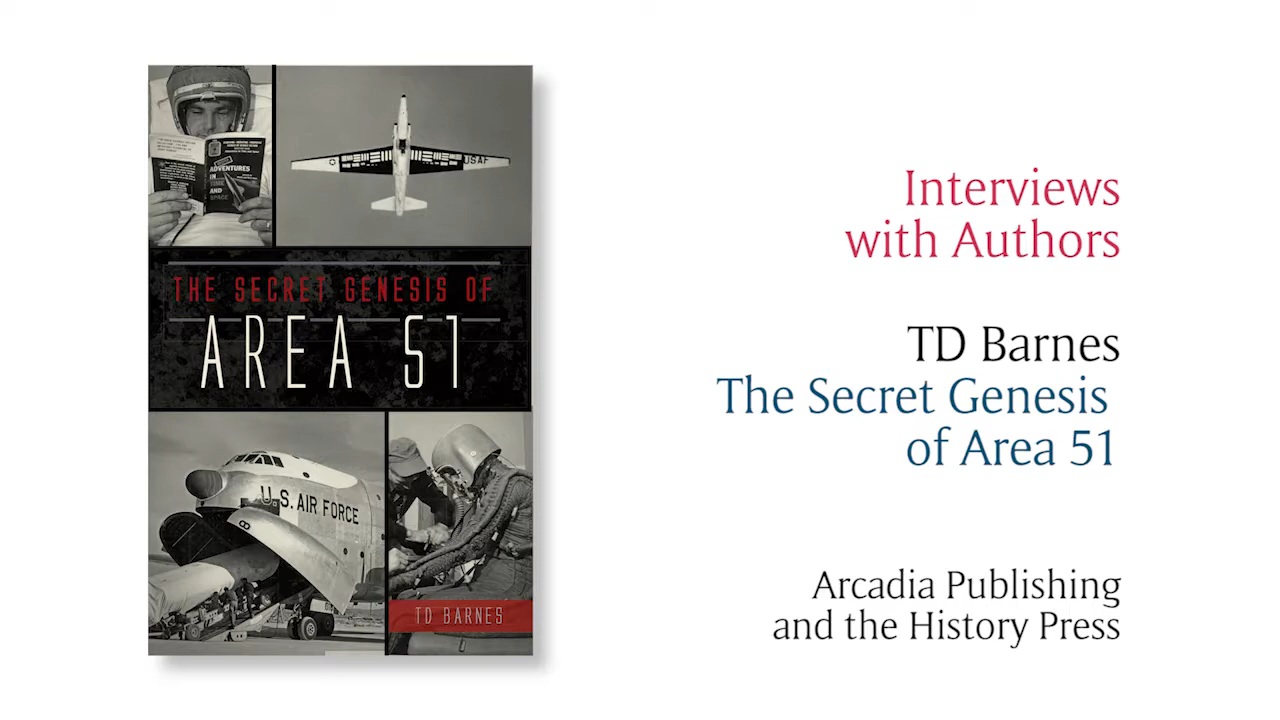 ADVENTURES
IN
TIME
AND
SPACE
USAF
THE SECRET GENESIS OF
AREA 51
U.S. AIR FORCE
8
TD BARNES
Interviews
with Authors
TD Barnes
The Secret Genesis
of Area 51
Arcadia Publishing
and the History Press